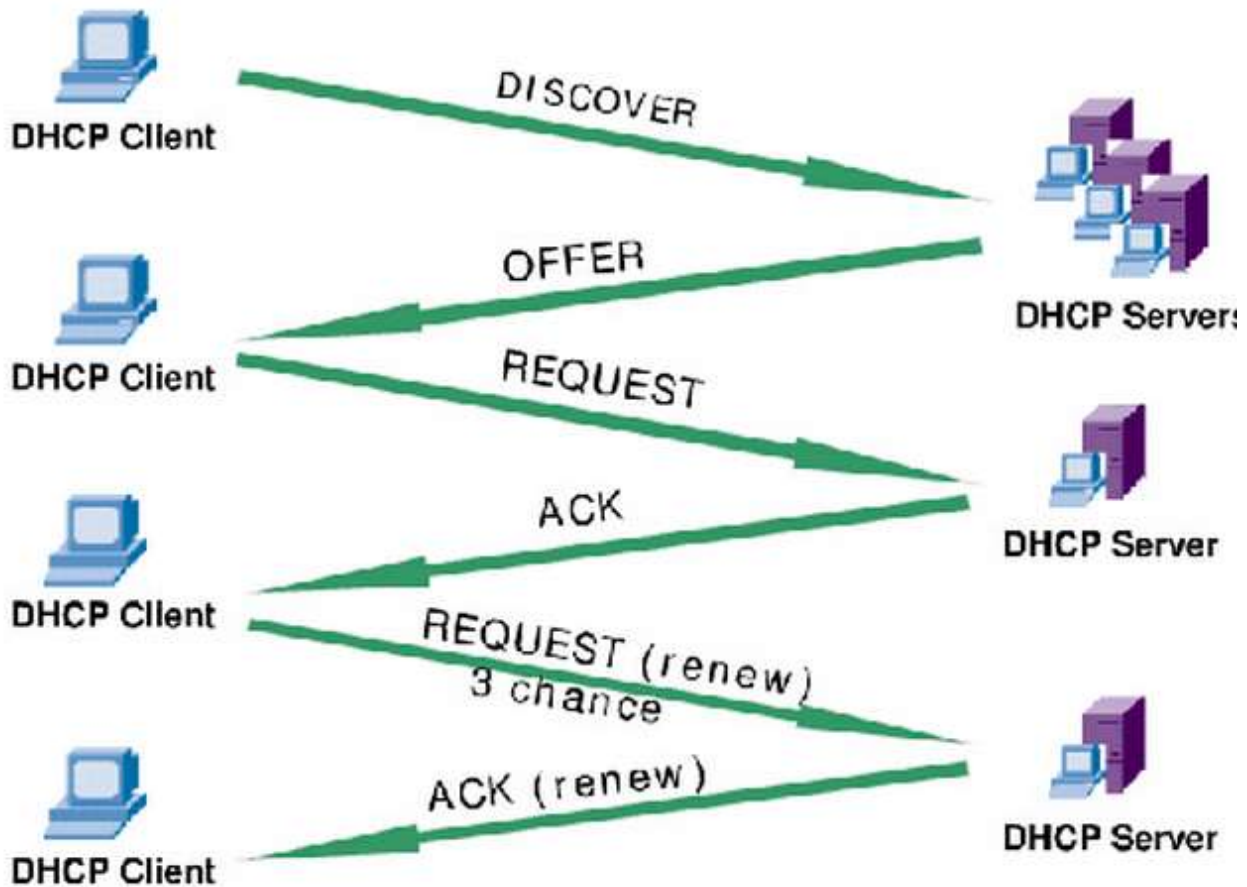 DISCOVER
DHCP Client
OFFER
DHCP Servers
REQUEST
DHCP Client
ACK
DHCP Server
DHCP Client
REQUEST (renew)
3 chance
ACK (renew)
DHCP Server
DHCP Client